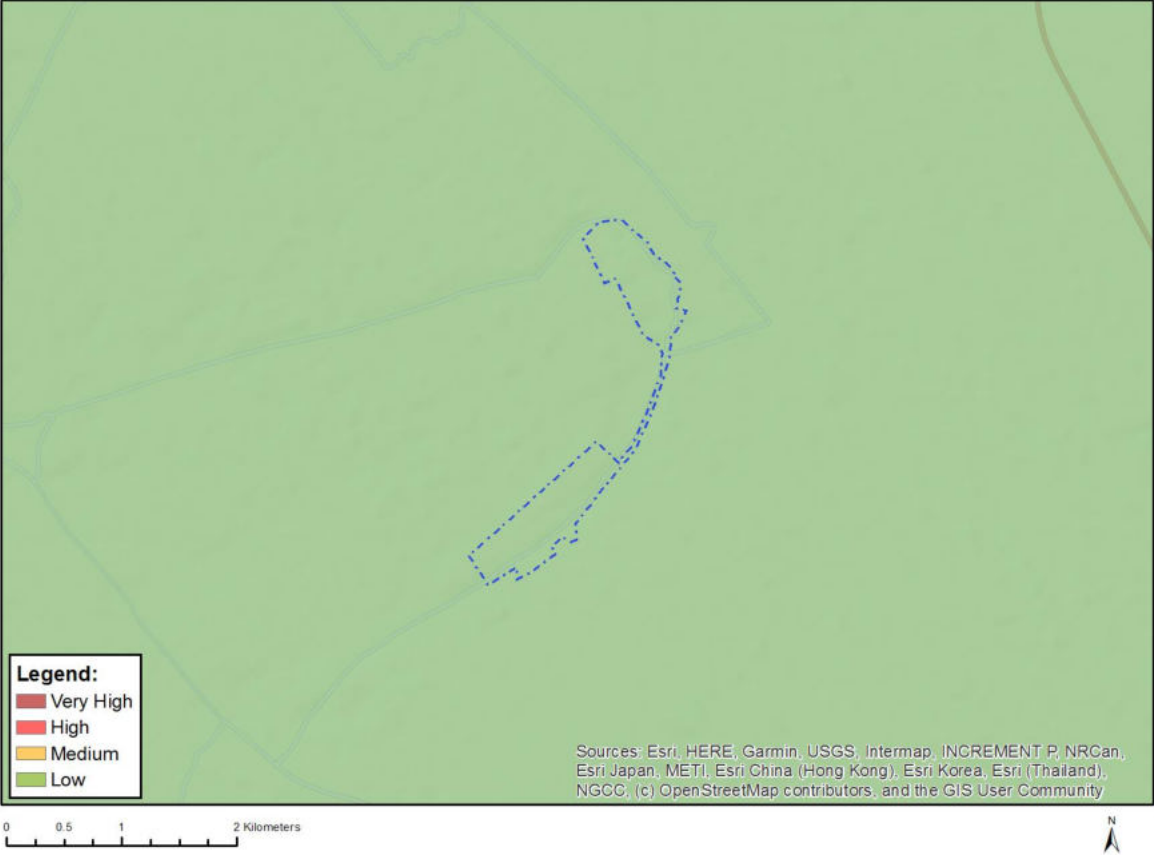 Legend:
Very High
High
Medium
Low
Sources: Esri, HERE, Garmin, USGS, Intermap, INCREMENT P, NRCan,
Esri Japan, METI, Esri China (Hong Kong), Esri Korea, Esri (Thailand),
NGCC, (c) OpenStreetMap contributors, and the GIS User Community
0 0.5 1 2 Kilometers
N